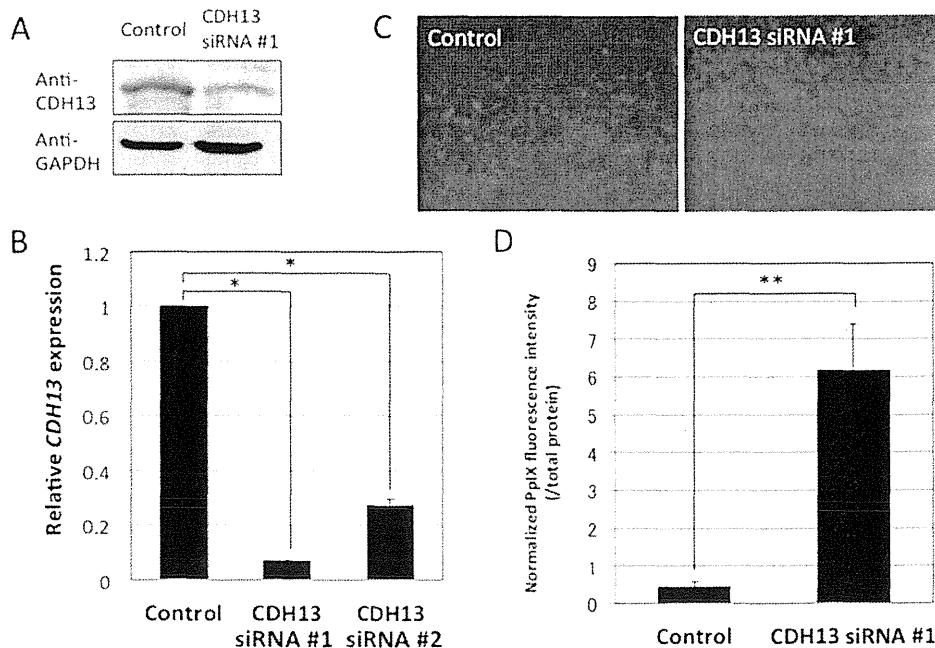 A
Control
CDH13
siRNA #1
Anti-
CDH13
Anti-
GAPDH
C
Control
CDH13 siRNA #1
B
Relative CDH13 expression
1.2
1
0.8
0.6
0.4
0.2
0
*
*
Control
CDH13
siRNA #1
CDH13
siRNA #2
D
Normalized PpIX fluorescence intensity
(/total protein)
9
8
7
6
5
4
3
2
1
0
**
Control
CDH13 siRNA #1